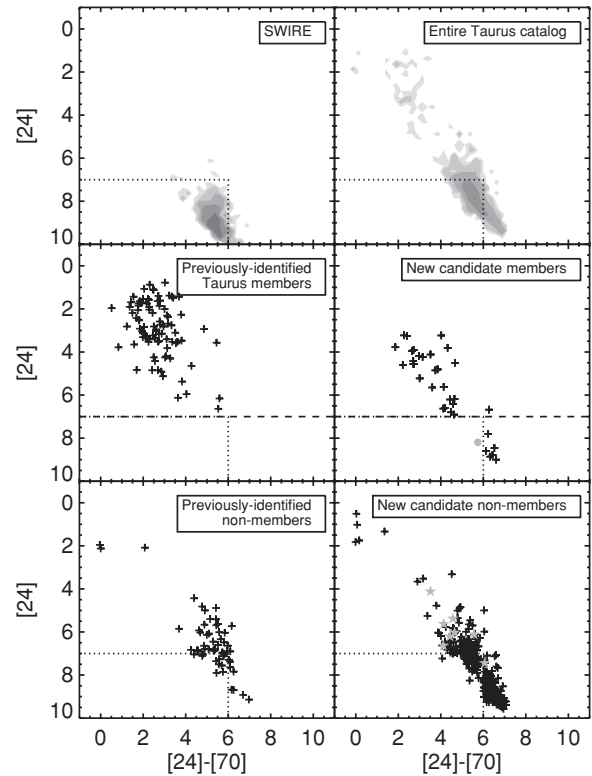 SWIRE
Entire Taurus catalog
0
2
4
6
8
10
[24]
Previously-identified
Taurus members
New candidate members
0
2
4
6
8
10
[24]
Previously-identified
non-members
New candidate non-members
0
2
4
6
8
10
[24]
0 2 4 6 8 10
0 2 4 6 8 10
[24]-[70]
[24]-[70]